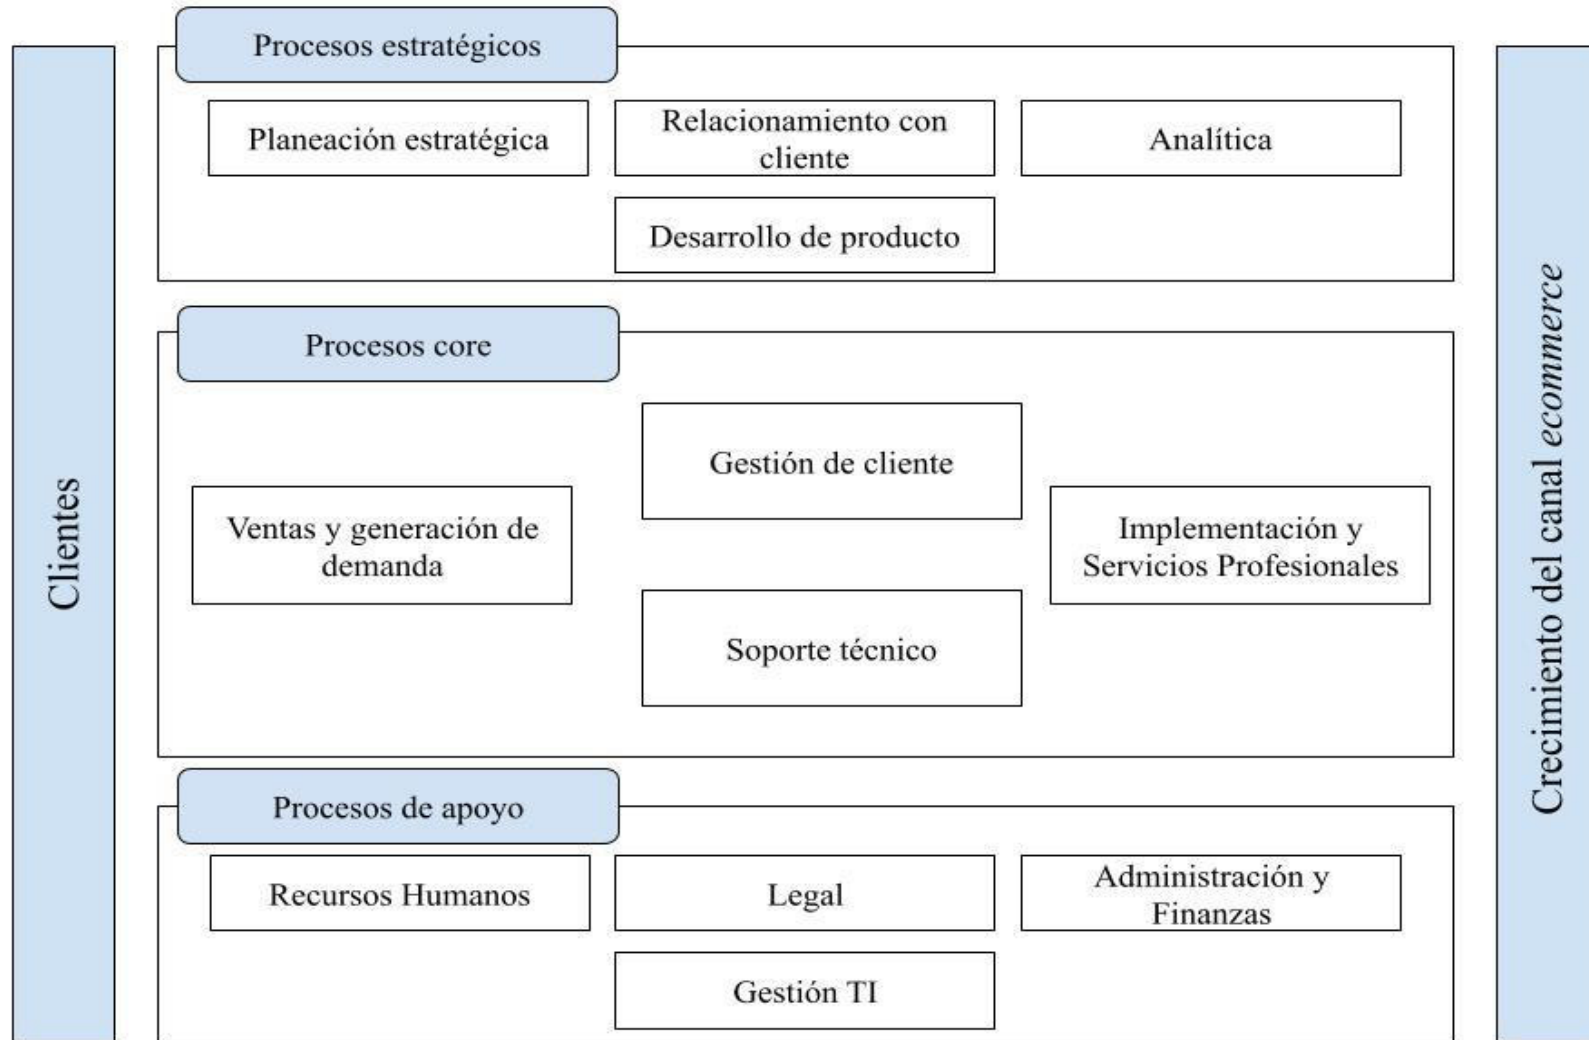 Clientes
Procesos estratégicos
Planeación estratégica
Relacionamiento con
cliente
Analítica
Desarrollo de producto
Procesos core
Ventas y generación de
demanda
Gestión de cliente
Soporte técnico
Implementación y
Servicios Profesionales
Procesos de apoyo
Recursos Humanos
Legal
Administración y
Finanzas
Gestión TI
Crecimiento del canal ecommerce